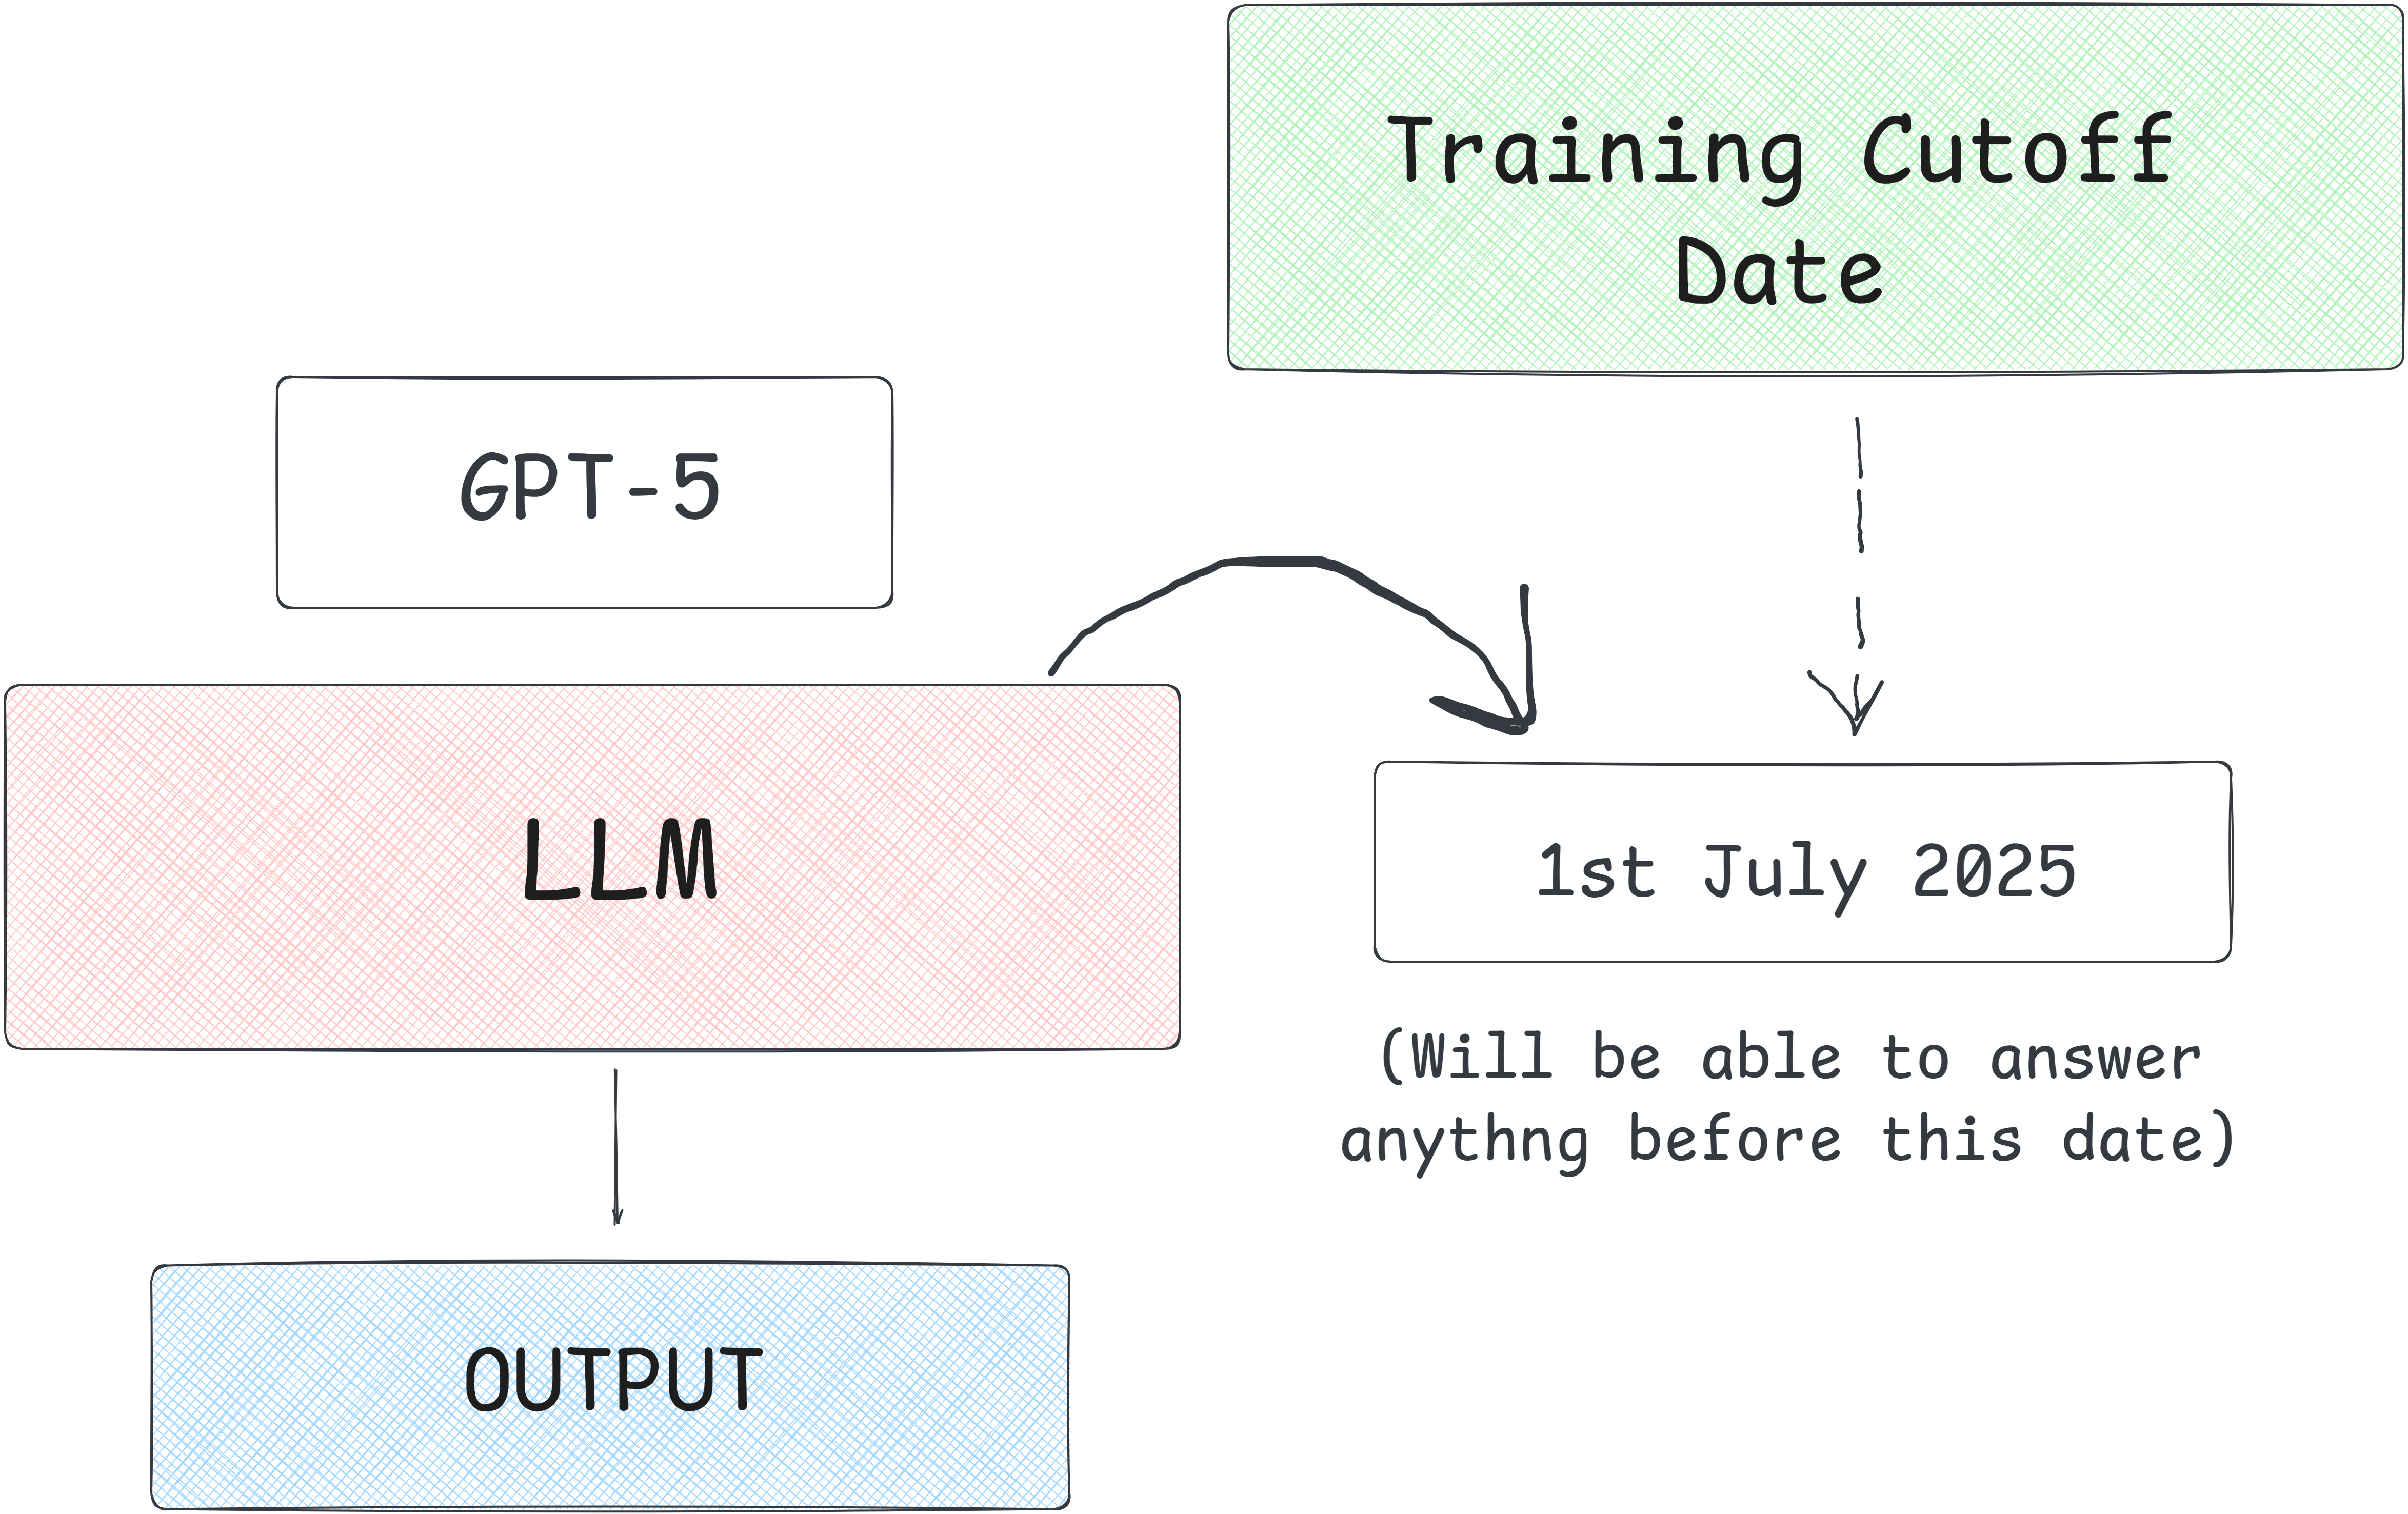 Training Cutoff
Date
GPT-5
LLM
1st July 2025
(Will be able to answer
anythng before this date)
OUTPUT